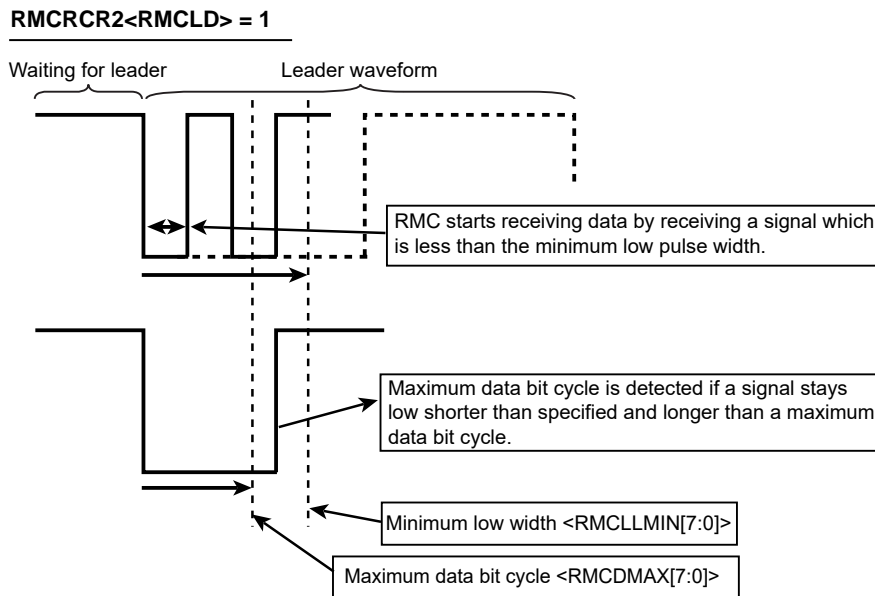 RMCRCR2<RMCLD> = 1
Waiting for leader
Leader waveform
RMC starts receiving data by receiving a signal which
is less than the minimum low pulse width.
Maximum data bit cycle is detected if a signal stays
low shorter than specified and longer than a maximum
data bit cycle.
Minimum low width <RMCLLMIN[7:0]>
Maximum data bit cycle <RMCDMAX[7:0]>